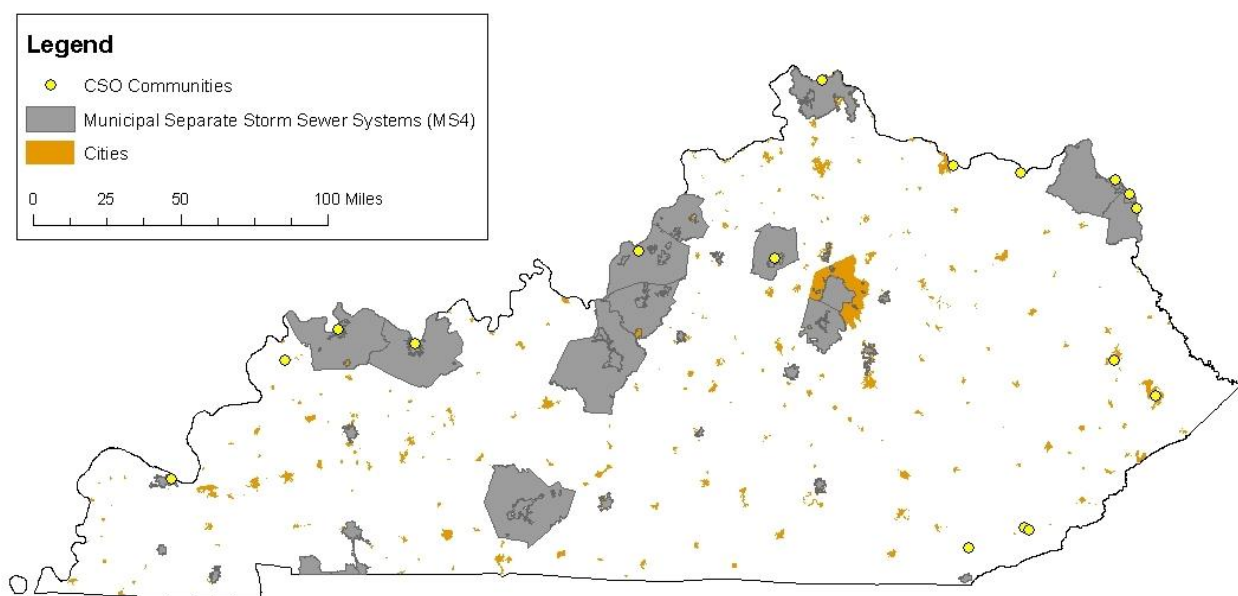 Legend
CSO Communities
Municipal Separate Storm Sewer Systems (MS4)
Cities
0 25 50 100 Miles